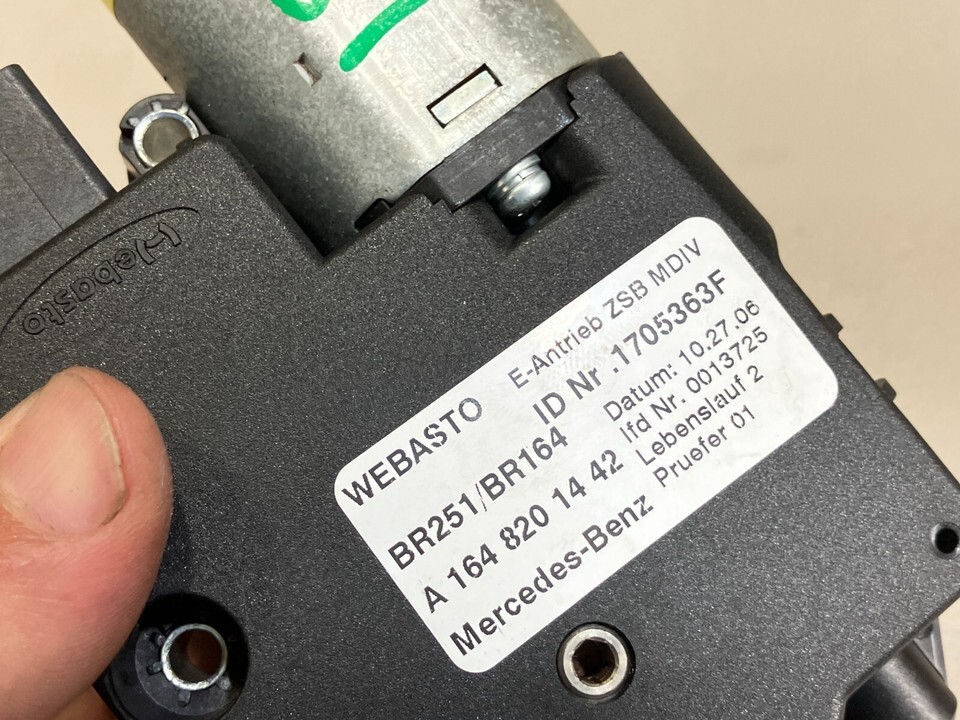 Webasto
WEBASTO E-Antrieb ZSB MDIV
ID Nr .1705363F
BR251/BR164 Datum: 10.27.06
lfd Nr. 0013725
A 164 820 14 42 Lebenslauf 2
Mercedes-Benz Pruefer 01